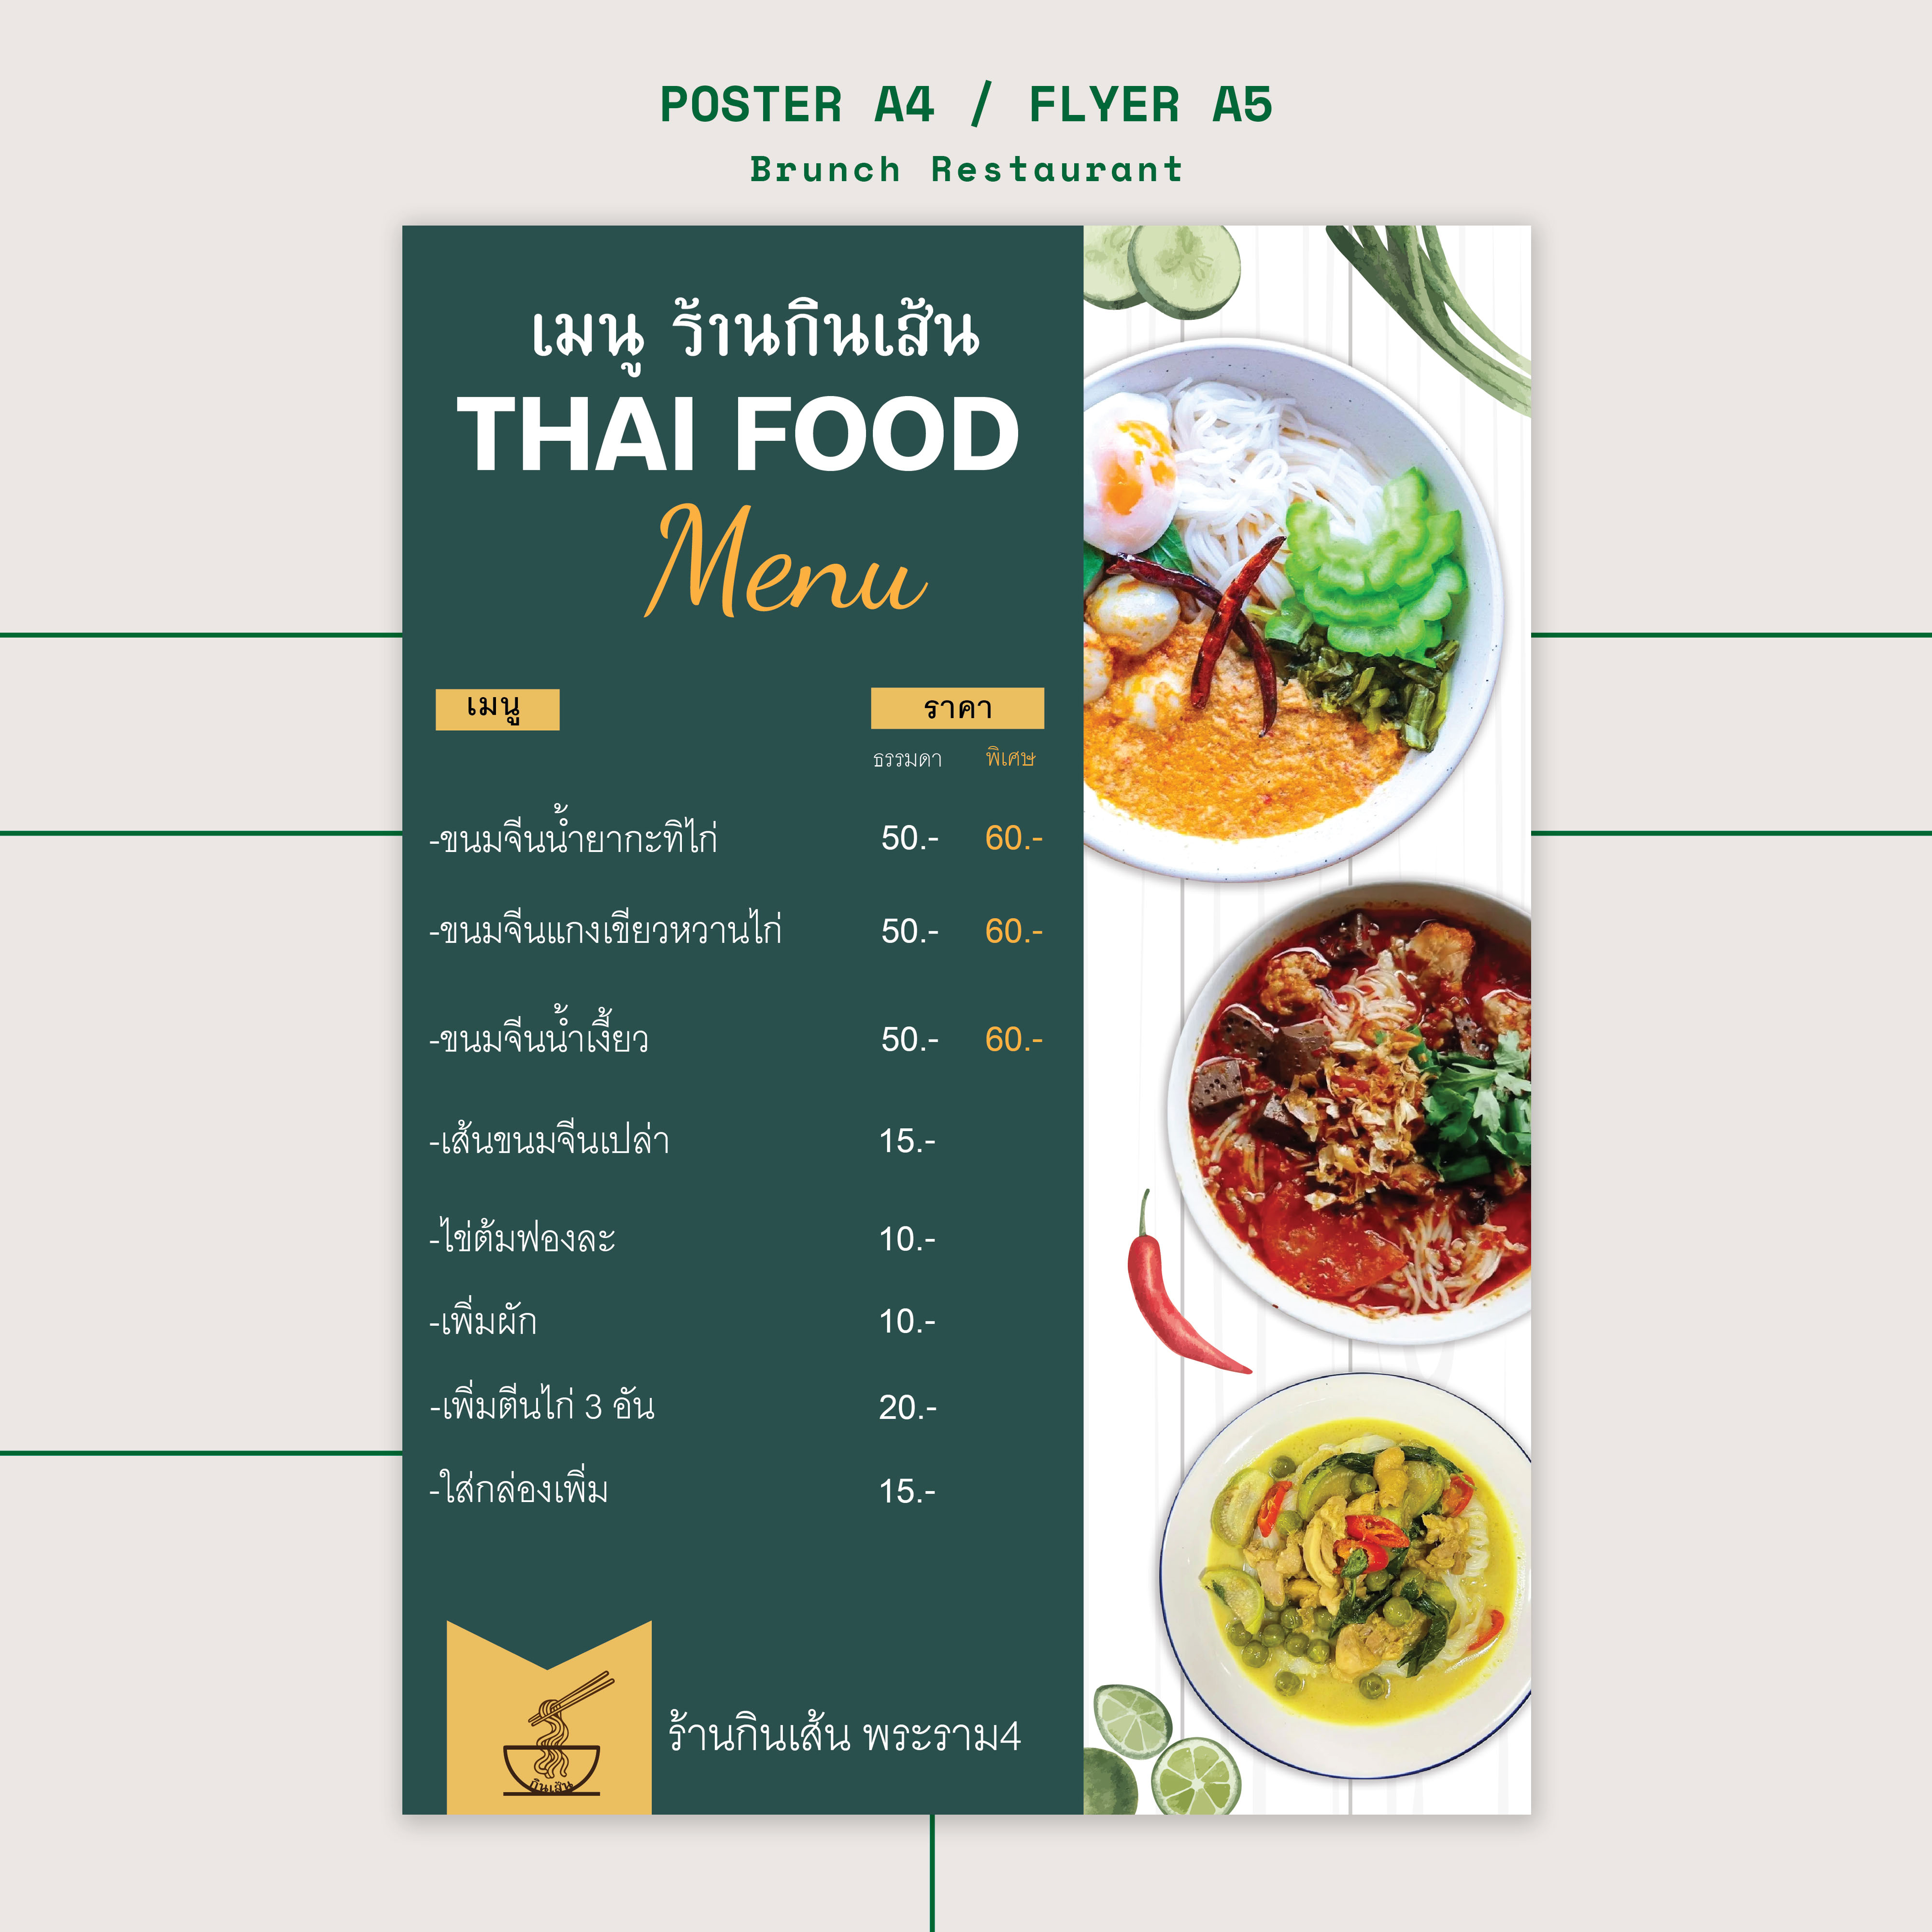 POSTER A4 / FLYER A5
Brunch Restaurant
เมนู ร้านกินเส้น
THAI FOOD
Menu
เมนู ราคา
ธรรมดา พิเศษ
-ขนมจีนน้ำยากะทิไก่ 50.- 60.-
-ขนมจีนแกงเขียวหวานไก่ 50.- 60.-
-ขนมจีนน้ำเงี้ยว 50.- 60.-
-เส้นขนมจีนเปล่า 15.-
-ไข่ต้มฟองละ 10.-
-เพิ่มผัก 10.-
-เพิ่มตีนไก่ 3 อัน 20.-
-ใส่กล่องเพิ่ม 15.-
ร้านกินเส้น พระราม4
กินเส้น